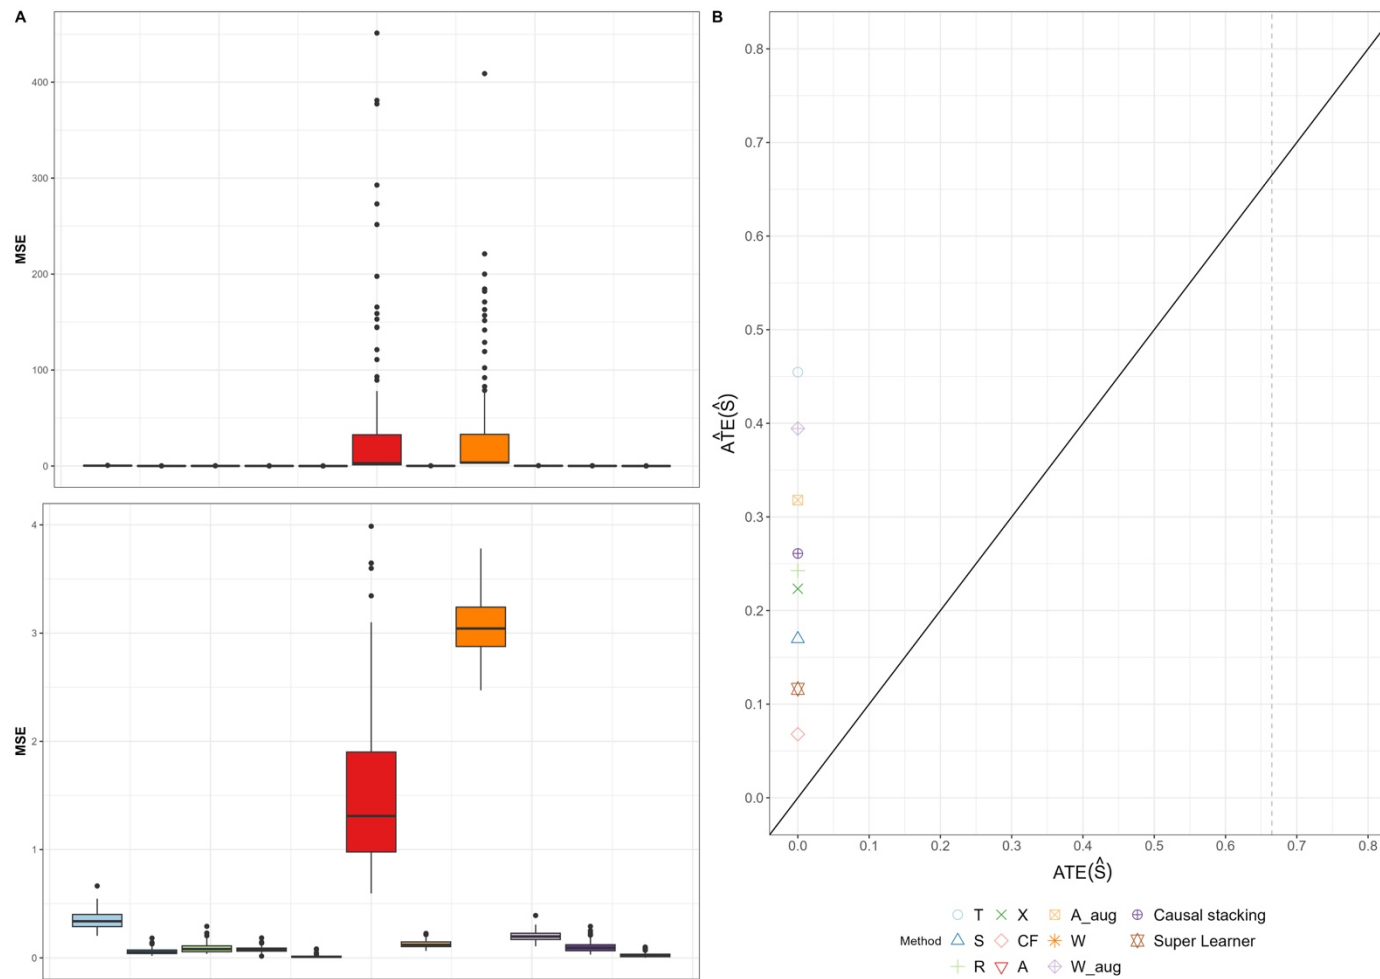 A
400
300
200
100
0
MSE
4
3
2
1
0
MSE
B
0.8
0.7
0.6
0.5
0.4
0.3
0.2
0.1
0.0
AT̂E(Ŝ)
0.0 0.1 0.2 0.3 0.4 0.5 0.6 0.7 0.8
ATE(Ŝ)
T X A_aug Causal stacking
Method S CF W Super Learner
R A W_aug